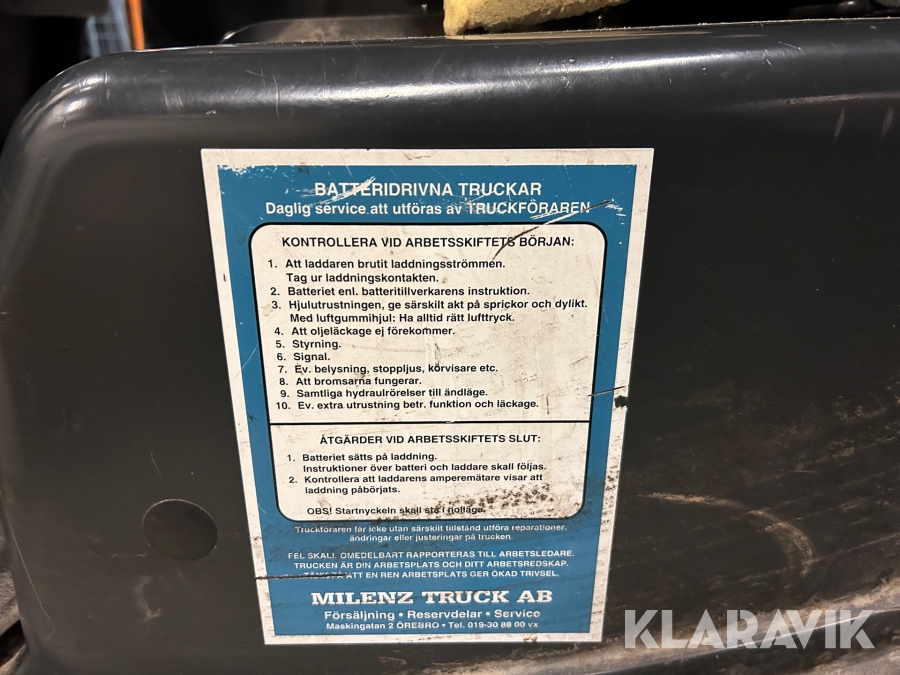 BATTERIDRIVNA TRUCKAR
Daglig service att utföras av TRUCKFÖRAREN
KONTROLLERA VID ARBETSSKIFTETS BÖRJAN:
1. Att laddaren brutit laddningsströmmen.
Tag ur laddningskontakten.
2. Batteriet enl. batteritillverkarens instruktion.
3. Hjulutrustningen, ge särskilt akt på sprickor och dylikt.
Med luftgummihjul: Ha alltid rätt lufttryck.
4. Att oljeläckage ej förekommer.
5. Styrning.
6. Signal.
7. Ev. belysning, stoppljus, körvisare etc.
8. Att bromsarna fungerar.
9. Samtliga hydraulrörelser till ändläge.
10. Ev. extra utrustning betr. funktion och läckage.
ÅTGÄRDER VID ARBETSSKIFTETS SLUT:
1. Batteriet sätts på laddning.
Instruktioner över batteri och laddare skall följas.
2. Kontrollera att laddarens amperemätare visar att
laddning påbörjats.
OBS! Startnyckeln skall stå i nolläge.
Truckföraren får icke utan särskilt tillstånd utföra reparationer,
ändringar eller justeringar på trucken.
FEL SKALL OMEDELBART RAPPORTERAS TILL ARBETSLEDARE.
TRUCKEN ÄR DIN ARBETSPLATS OCH DITT ARBETSREDSKAP.
TÄNK PÅ ATT EN REN ARBETSPLATS GER ÖKAD TRIVSEL.
MILENZ TRUCK AB
Försäljning • Reservdelar • Service
Maskingatan 2 ÖREBRO • Tel. 019-30 88 00 vx
KLARAVIK